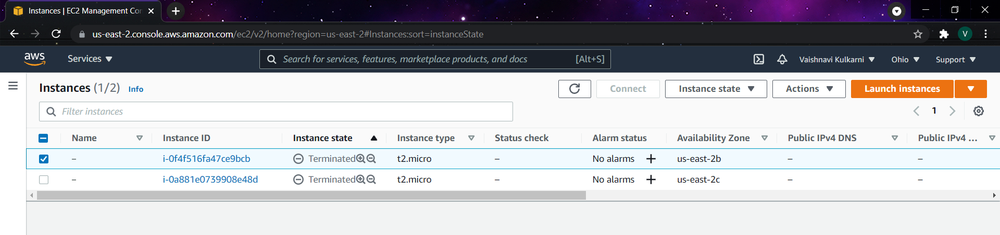 Instances | EC2 Management Con
us-east-2.console.aws.amazon.com/ec2/v2/home?region=us-east-2#Instances:sort=instanceState
V
aws Services Search for services, features, marketplace products, and docs [Alt+S] Vaishnavi Kulkarni Ohio Support
Instances (1/2) Info Connect Instance state Actions Launch instances
Filter instances 1
Name Instance ID Instance state Instance type Status check Alarm status Availability Zone Public IPv4 DNS Public IPv4 ...
– i-0f4f516fa47ce9bcb Terminated t2.micro – No alarms us-east-2b – –
– i-0a881e0739908e48d Terminated t2.micro – No alarms us-east-2c – –